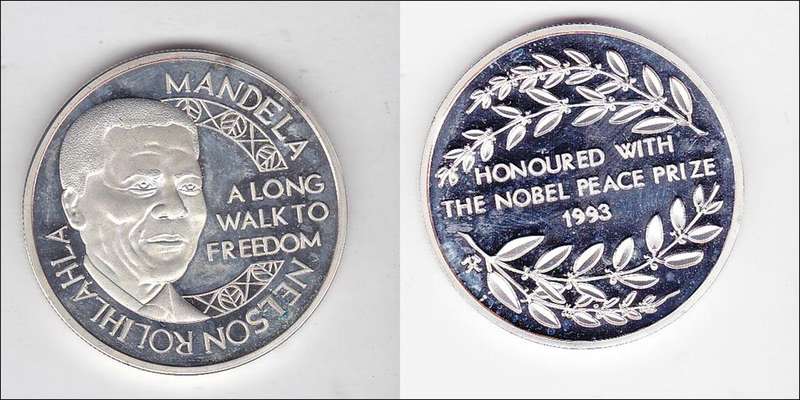 NELSON ROLIHLAHLA
MANDELA
A LONG
WALK TO
FREEDOM
HONOURED WITH
THE NOBEL PEACE PRIZE
1993